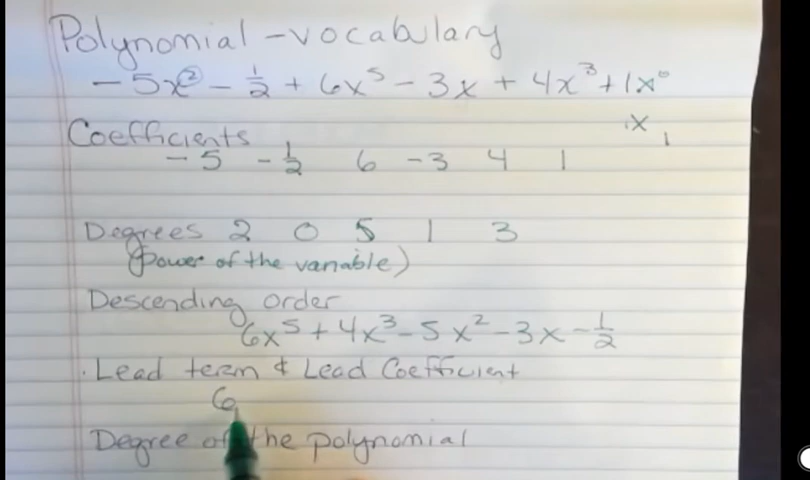 Polynomial - vocabulary
- 5x² - 1/2 + 6x⁵ - 3x + 4x³ + 1x⁰
1x 1
Coefficients
- 5 - 1/2 6 - 3 4 1
Degrees 2 0 5 1 3
(power of the variable)
Descending order
6x⁵ + 4x³ - 5x² - 3x - 1/2
. Lead term & Lead Coefficient
6
Degree of the polynomial